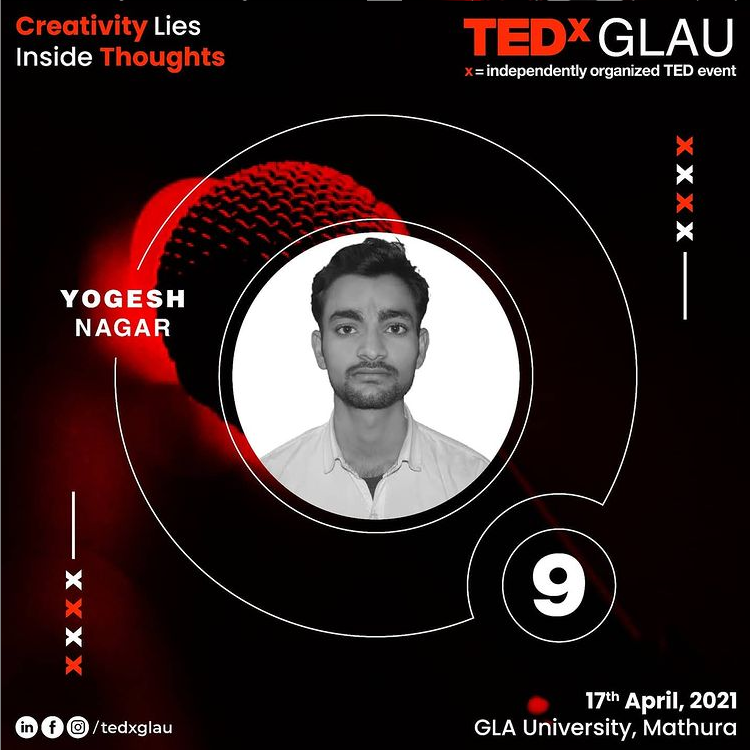 Creativity Lies
Inside Thoughts
TEDx GLAU
x = independently organized TED event
x
x
x
x
YOGESH
NAGAR
9
x
x
x
x
17th April, 2021
GLA University, Mathura
in f /tedxglau